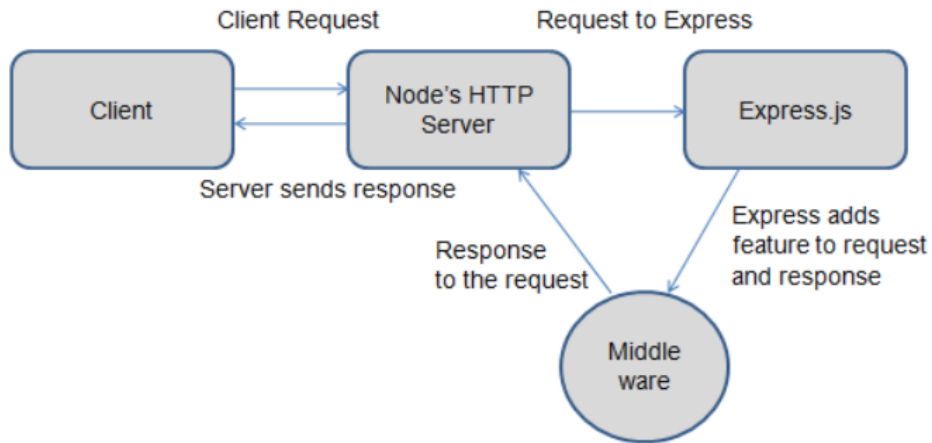 Client Request
Request to Express
Client
Node's HTTP
Server
Express.js
Server sends response
Response
to the request
Express adds
feature to request
and response
Middle
ware